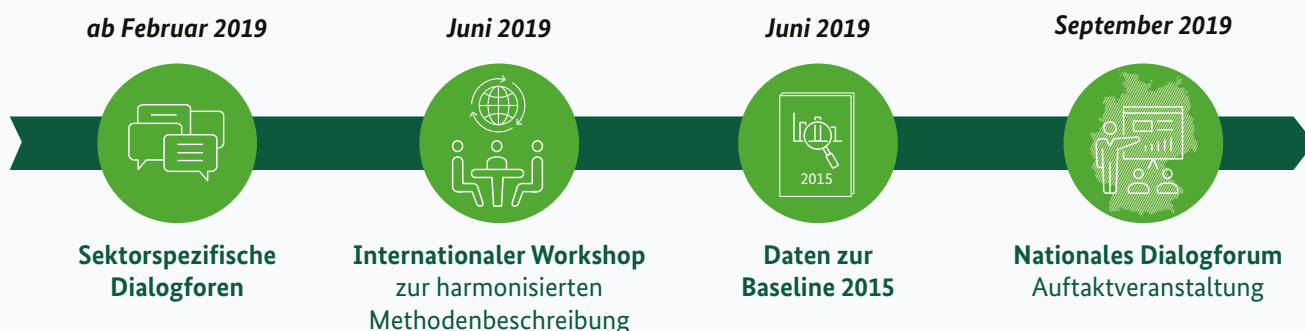 ab Februar 2019
Juni 2019
Juni 2019
September 2019
2015
Sektorspezifische
Dialogforen
Internationaler Workshop
zur harmonisierten
Methodenbeschreibung
Daten zur
Baseline 2015
Nationales Dialogforum
Auftaktveranstaltung